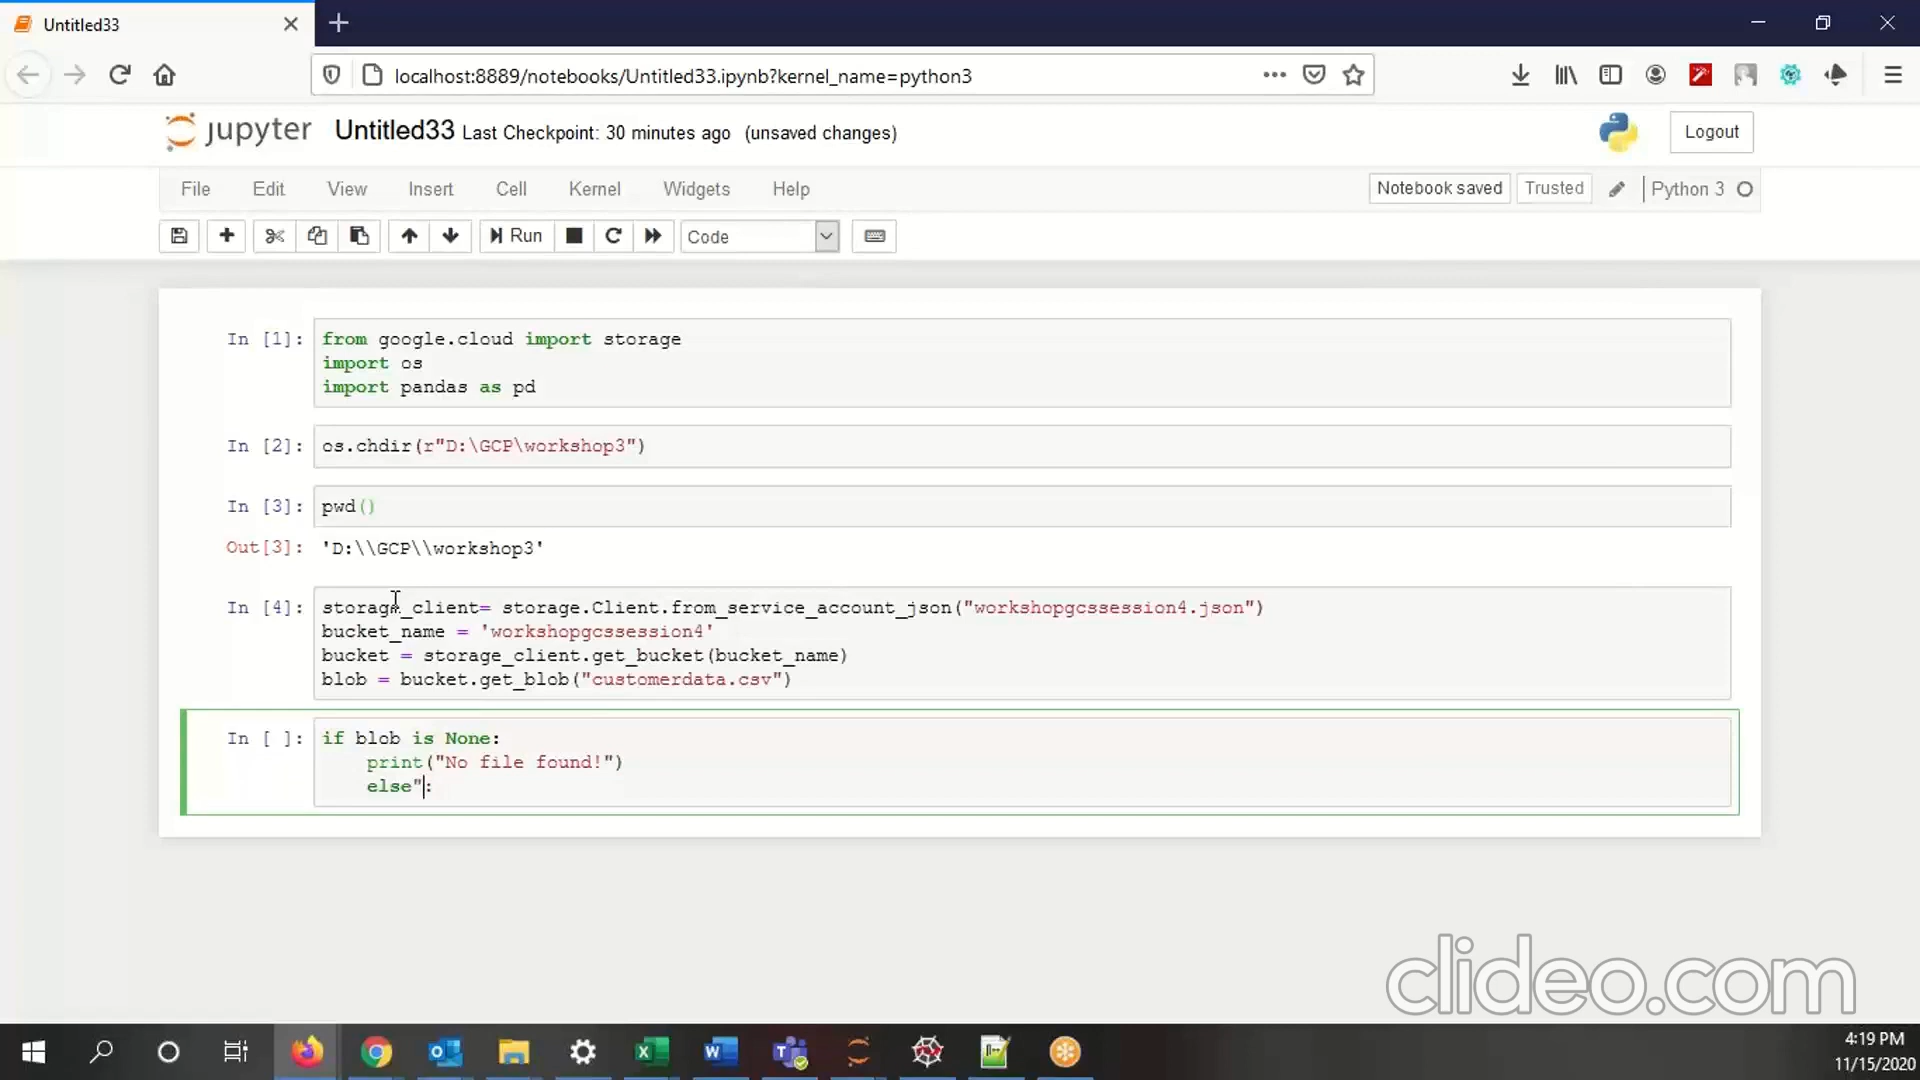 Untitled33
localhost:8889/notebooks/Untitled33.ipynb?kernel_name=python3
jupyter Untitled33 Last Checkpoint: 30 minutes ago (unsaved changes)
Logout
File Edit View Insert Cell Kernel Widgets Help
Notebook saved Trusted Python 3
Run Code
In [1]: from google.cloud import storage
import os
import pandas as pd
In [2]: os.chdir(r"D:\GCP\workshop3")
In [3]: pwd()
Out[3]: 'D:\\GCP\\workshop3'
In [4]: storage_client= storage.Client.from_service_account_json("workshopgcssession4.json")
bucket_name = 'workshopgcssession4'
bucket = storage_client.get_bucket(bucket_name)
blob = bucket.get_blob("customerdata.csv")
In [ ]: if blob is None:
print("No file found!")
else":
clideo.com
4:19 PM
11/15/2020